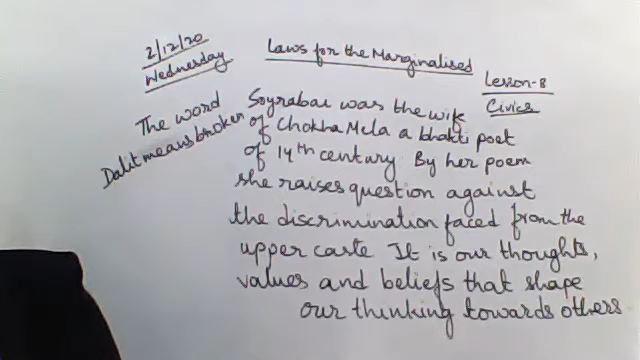 2/12/20
Wednesday
Laws for the Marginalised
Lesson-8
Civics
The word
Dalit means broken
Soyrabai was the wife
of Chokha Mela a bhakti poet
of 14th century By her poem
she raises question against
the discrimination faced from the
upper caste It is our thoughts,
values and beliefs that shape
our thinking towards others